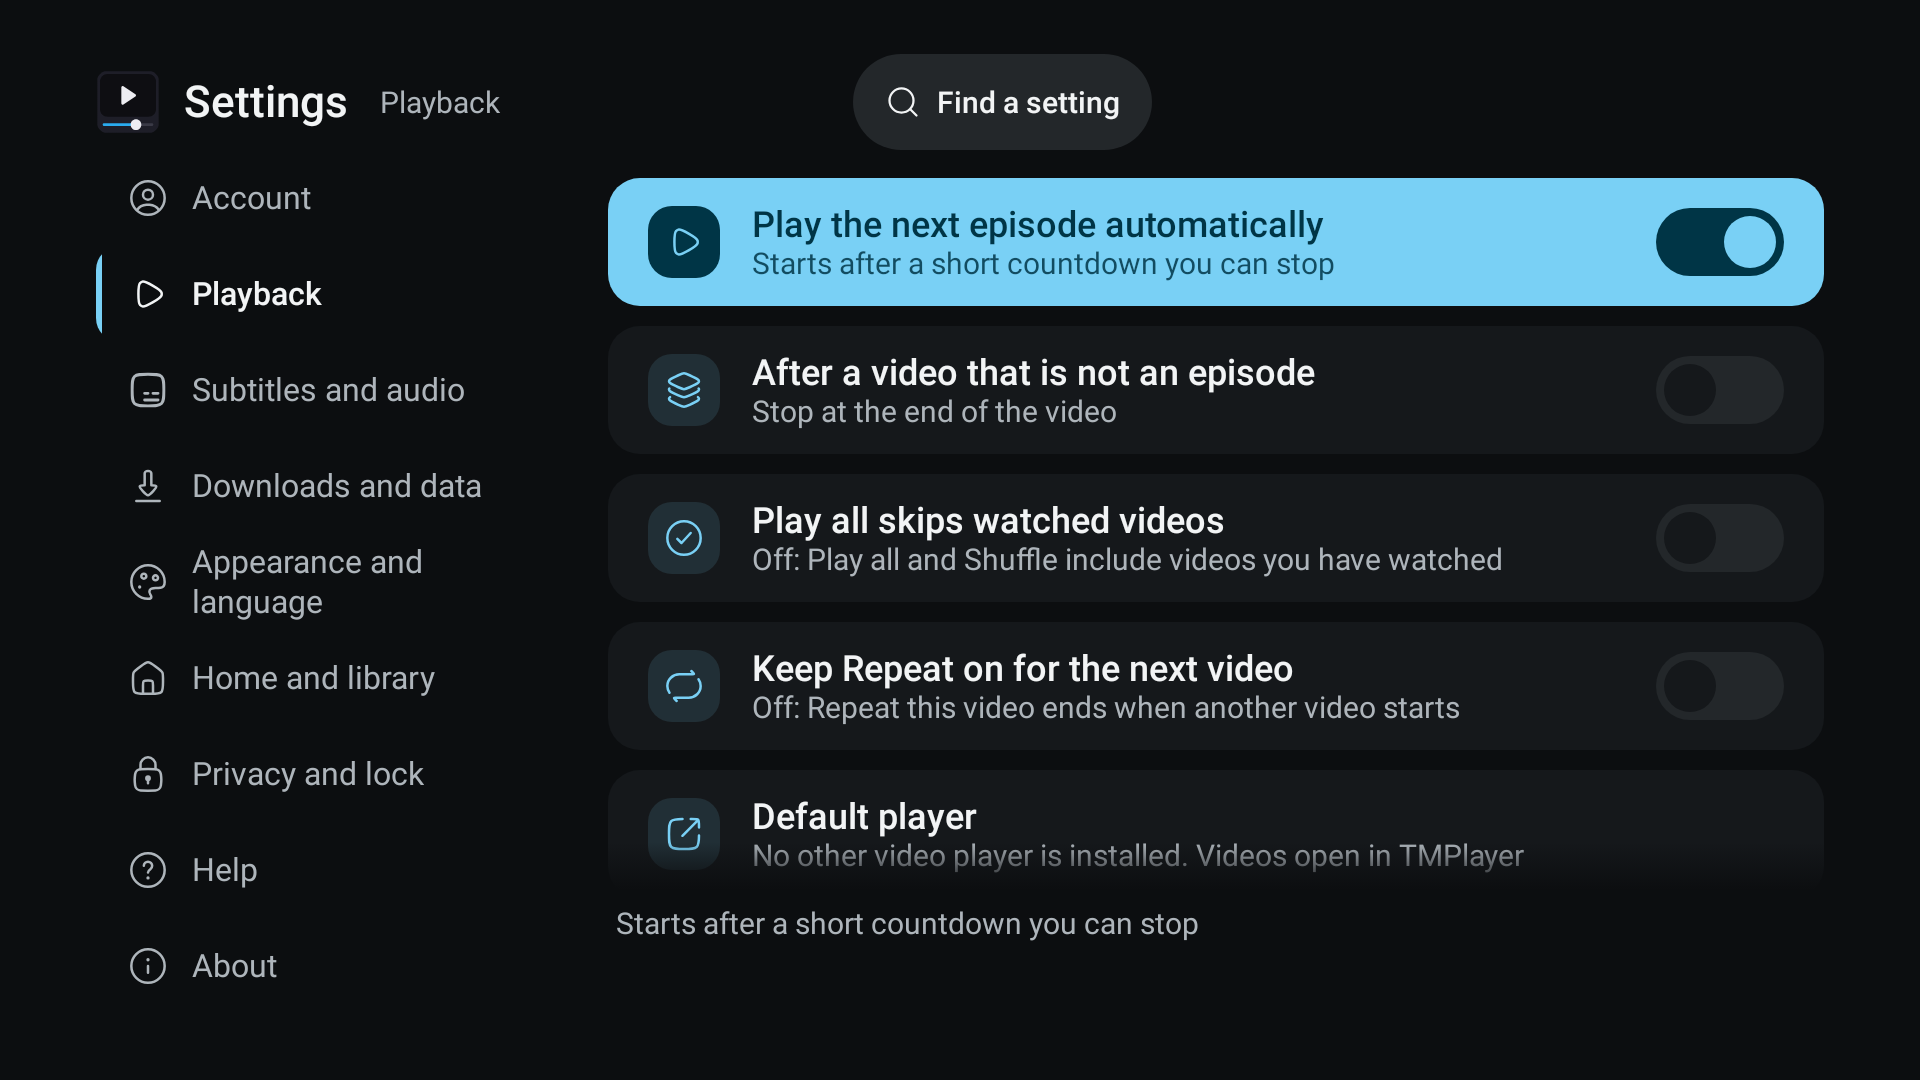 Settings
Playback
Find a setting
Account
Playback
Subtitles and audio
Downloads and data
Appearance and
language
Home and library
Privacy and lock
Help
About
Play the next episode automatically
Starts after a short countdown you can stop
After a video that is not an episode
Stop at the end of the video
Play all skips watched videos
Off: Play all and Shuffle include videos you have watched
Keep Repeat on for the next video
Off: Repeat this video ends when another video starts
Default player
No other video player is installed. Videos open in TMPlayer
Starts after a short countdown you can stop